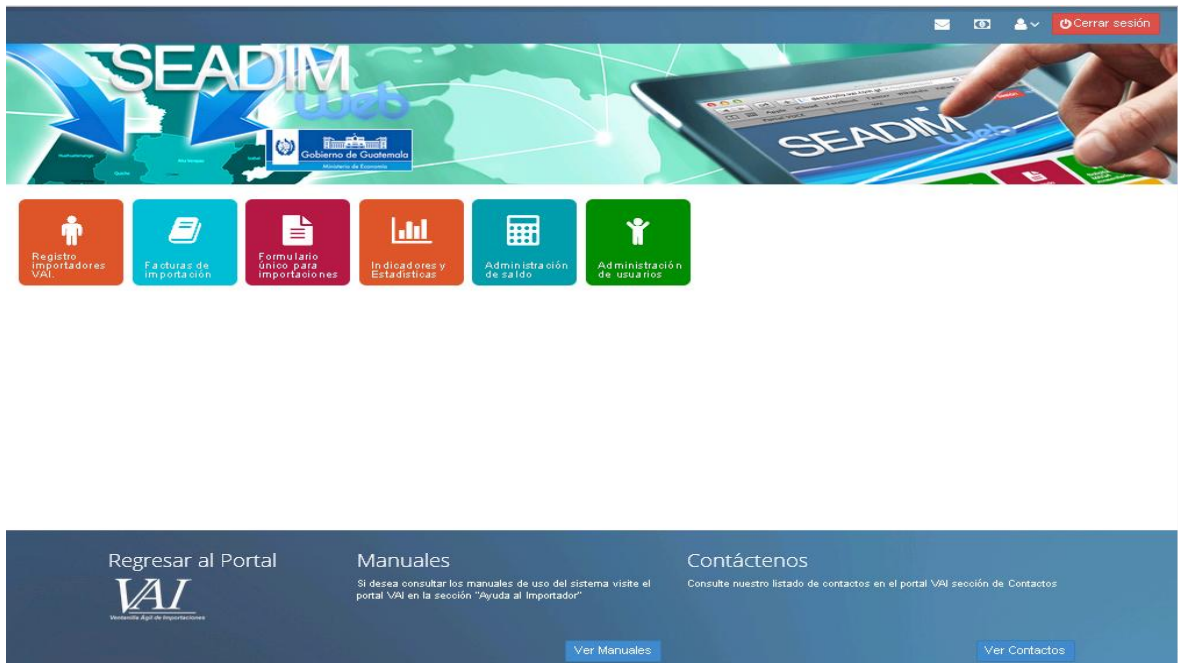 Cerrar sesión
SEADIM
Web
Gobierno de Guatemala
Ministerio de Economía
SEADIM
Web
Registro
importadores
VAI.
Facturas de
importación
Formulario
único para
importaciones
Indicadores y
Estadísticas
Administración
de saldo
Administración
de usuarios
Regresar al Portal
VAI
Ventanilla Ágil de Importaciones
Manuales
Si desea consultar los manuales de uso del sistema visite el
portal VAI en la sección "Ayuda al Importador"
Ver Manuales
Contáctenos
Consulte nuestro listado de contactos en el portal VAI sección de Contactos
Ver Contactos